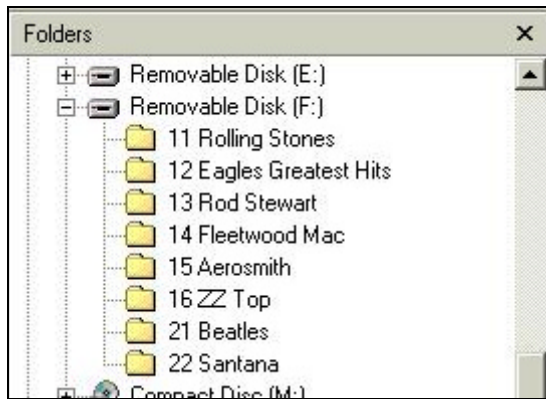 Folders
Removable Disk (E:)
Removable Disk (F:)
11 Rolling Stones
12 Eagles Greatest Hits
13 Rod Stewart
14 Fleetwood Mac
15 Aerosmith
16 ZZ Top
21 Beatles
22 Santana
Compact Disc (M:)